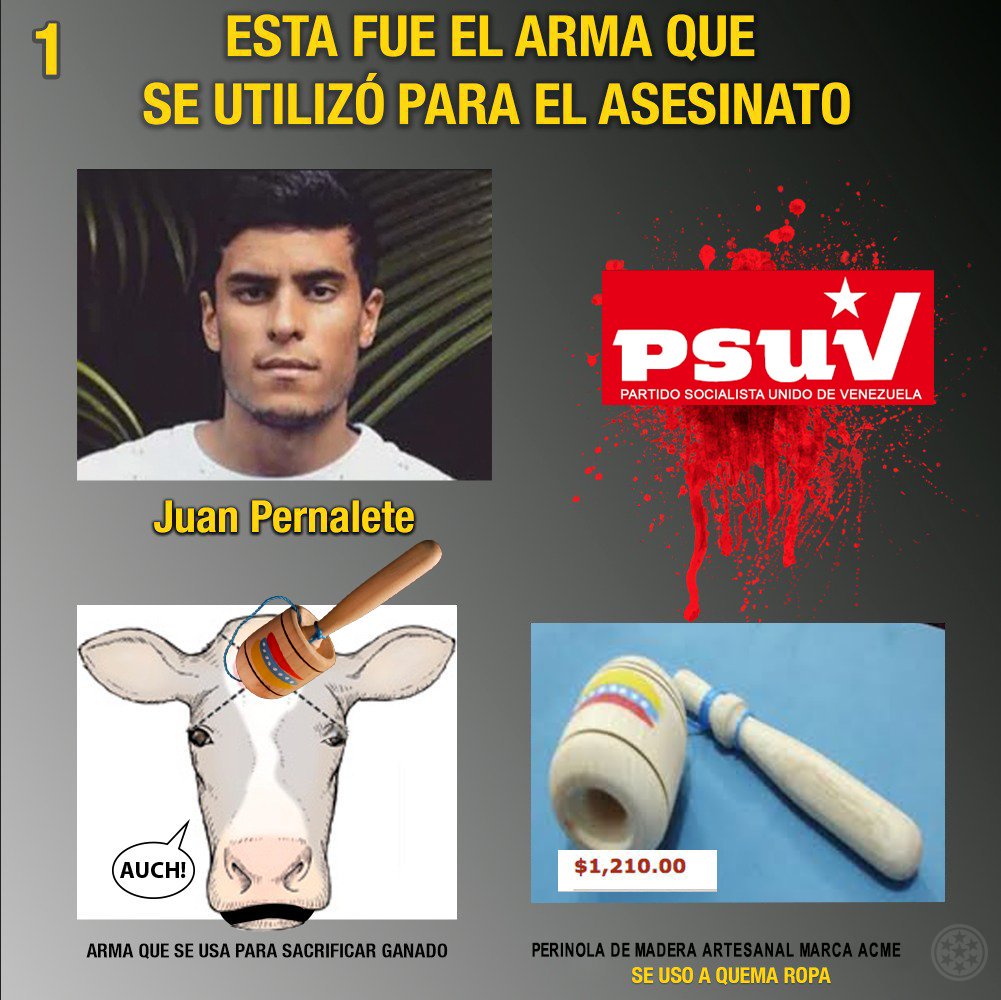 1
ESTA FUE EL ARMA QUE
SE UTILIZÓ PARA EL ASESINATO
psuv
PARTIDO SOCIALISTA UNIDO DE VENEZUELA
Juan Pernalete
AUCH!
$1,210.00
ARMA QUE SE USA PARA SACRIFICAR GANADO
PERINOLA DE MADERA ARTESANAL MARCA ACME
SE USO A QUEMA ROPA